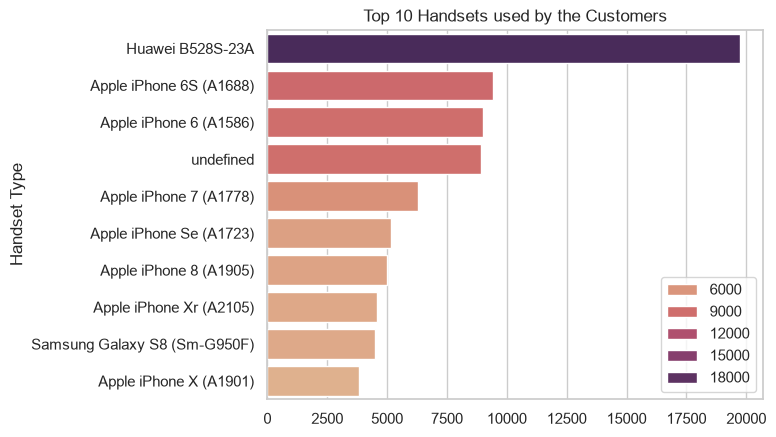 Top 10 Handsets used by the Customers
Handset Type
Huawei B528S-23A
Apple iPhone 6S (A1688)
Apple iPhone 6 (A1586)
undefined
Apple iPhone 7 (A1778)
Apple iPhone Se (A1723)
Apple iPhone 8 (A1905)
Apple iPhone Xr (A2105)
Samsung Galaxy S8 (Sm-G950F)
Apple iPhone X (A1901)
6000
9000
12000
15000
18000
0 2500 5000 7500 10000 12500 15000 17500 20000